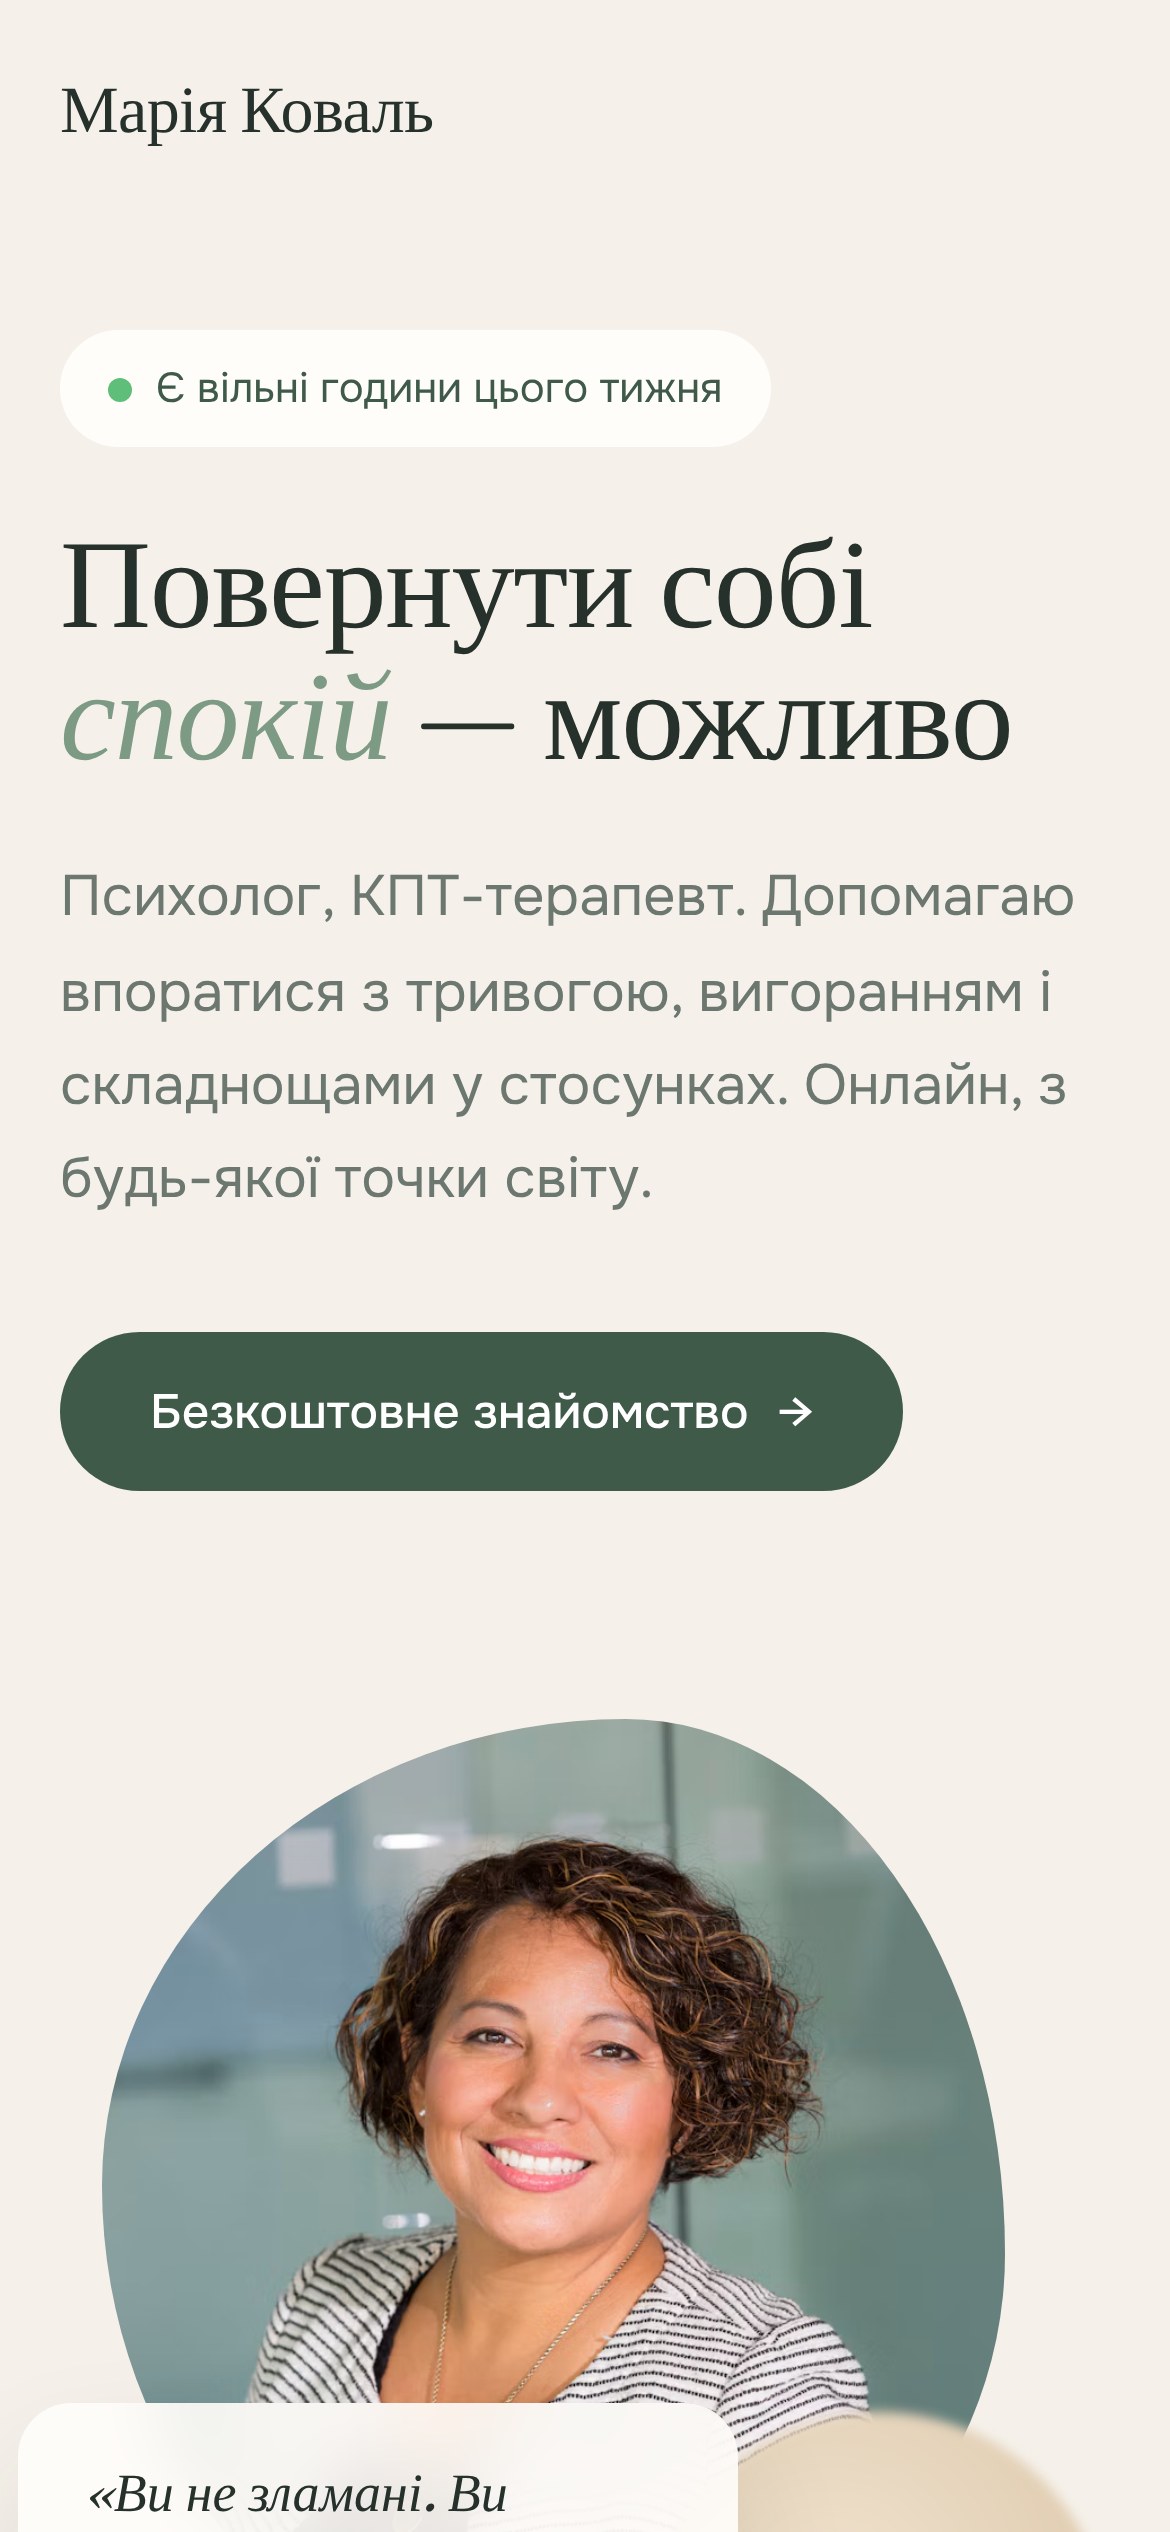 Марія Коваль
Є вільні години цього тижня
Повернути собі
спокій — можливо
Психолог, КПТ-терапевт. Допомагаю
впоратися з тривогою, вигоранням і
складнощами у стосунках. Онлайн, з
будь-якої точки світу.
Безкоштовне знайомство →
«Ви не зламані. Ви